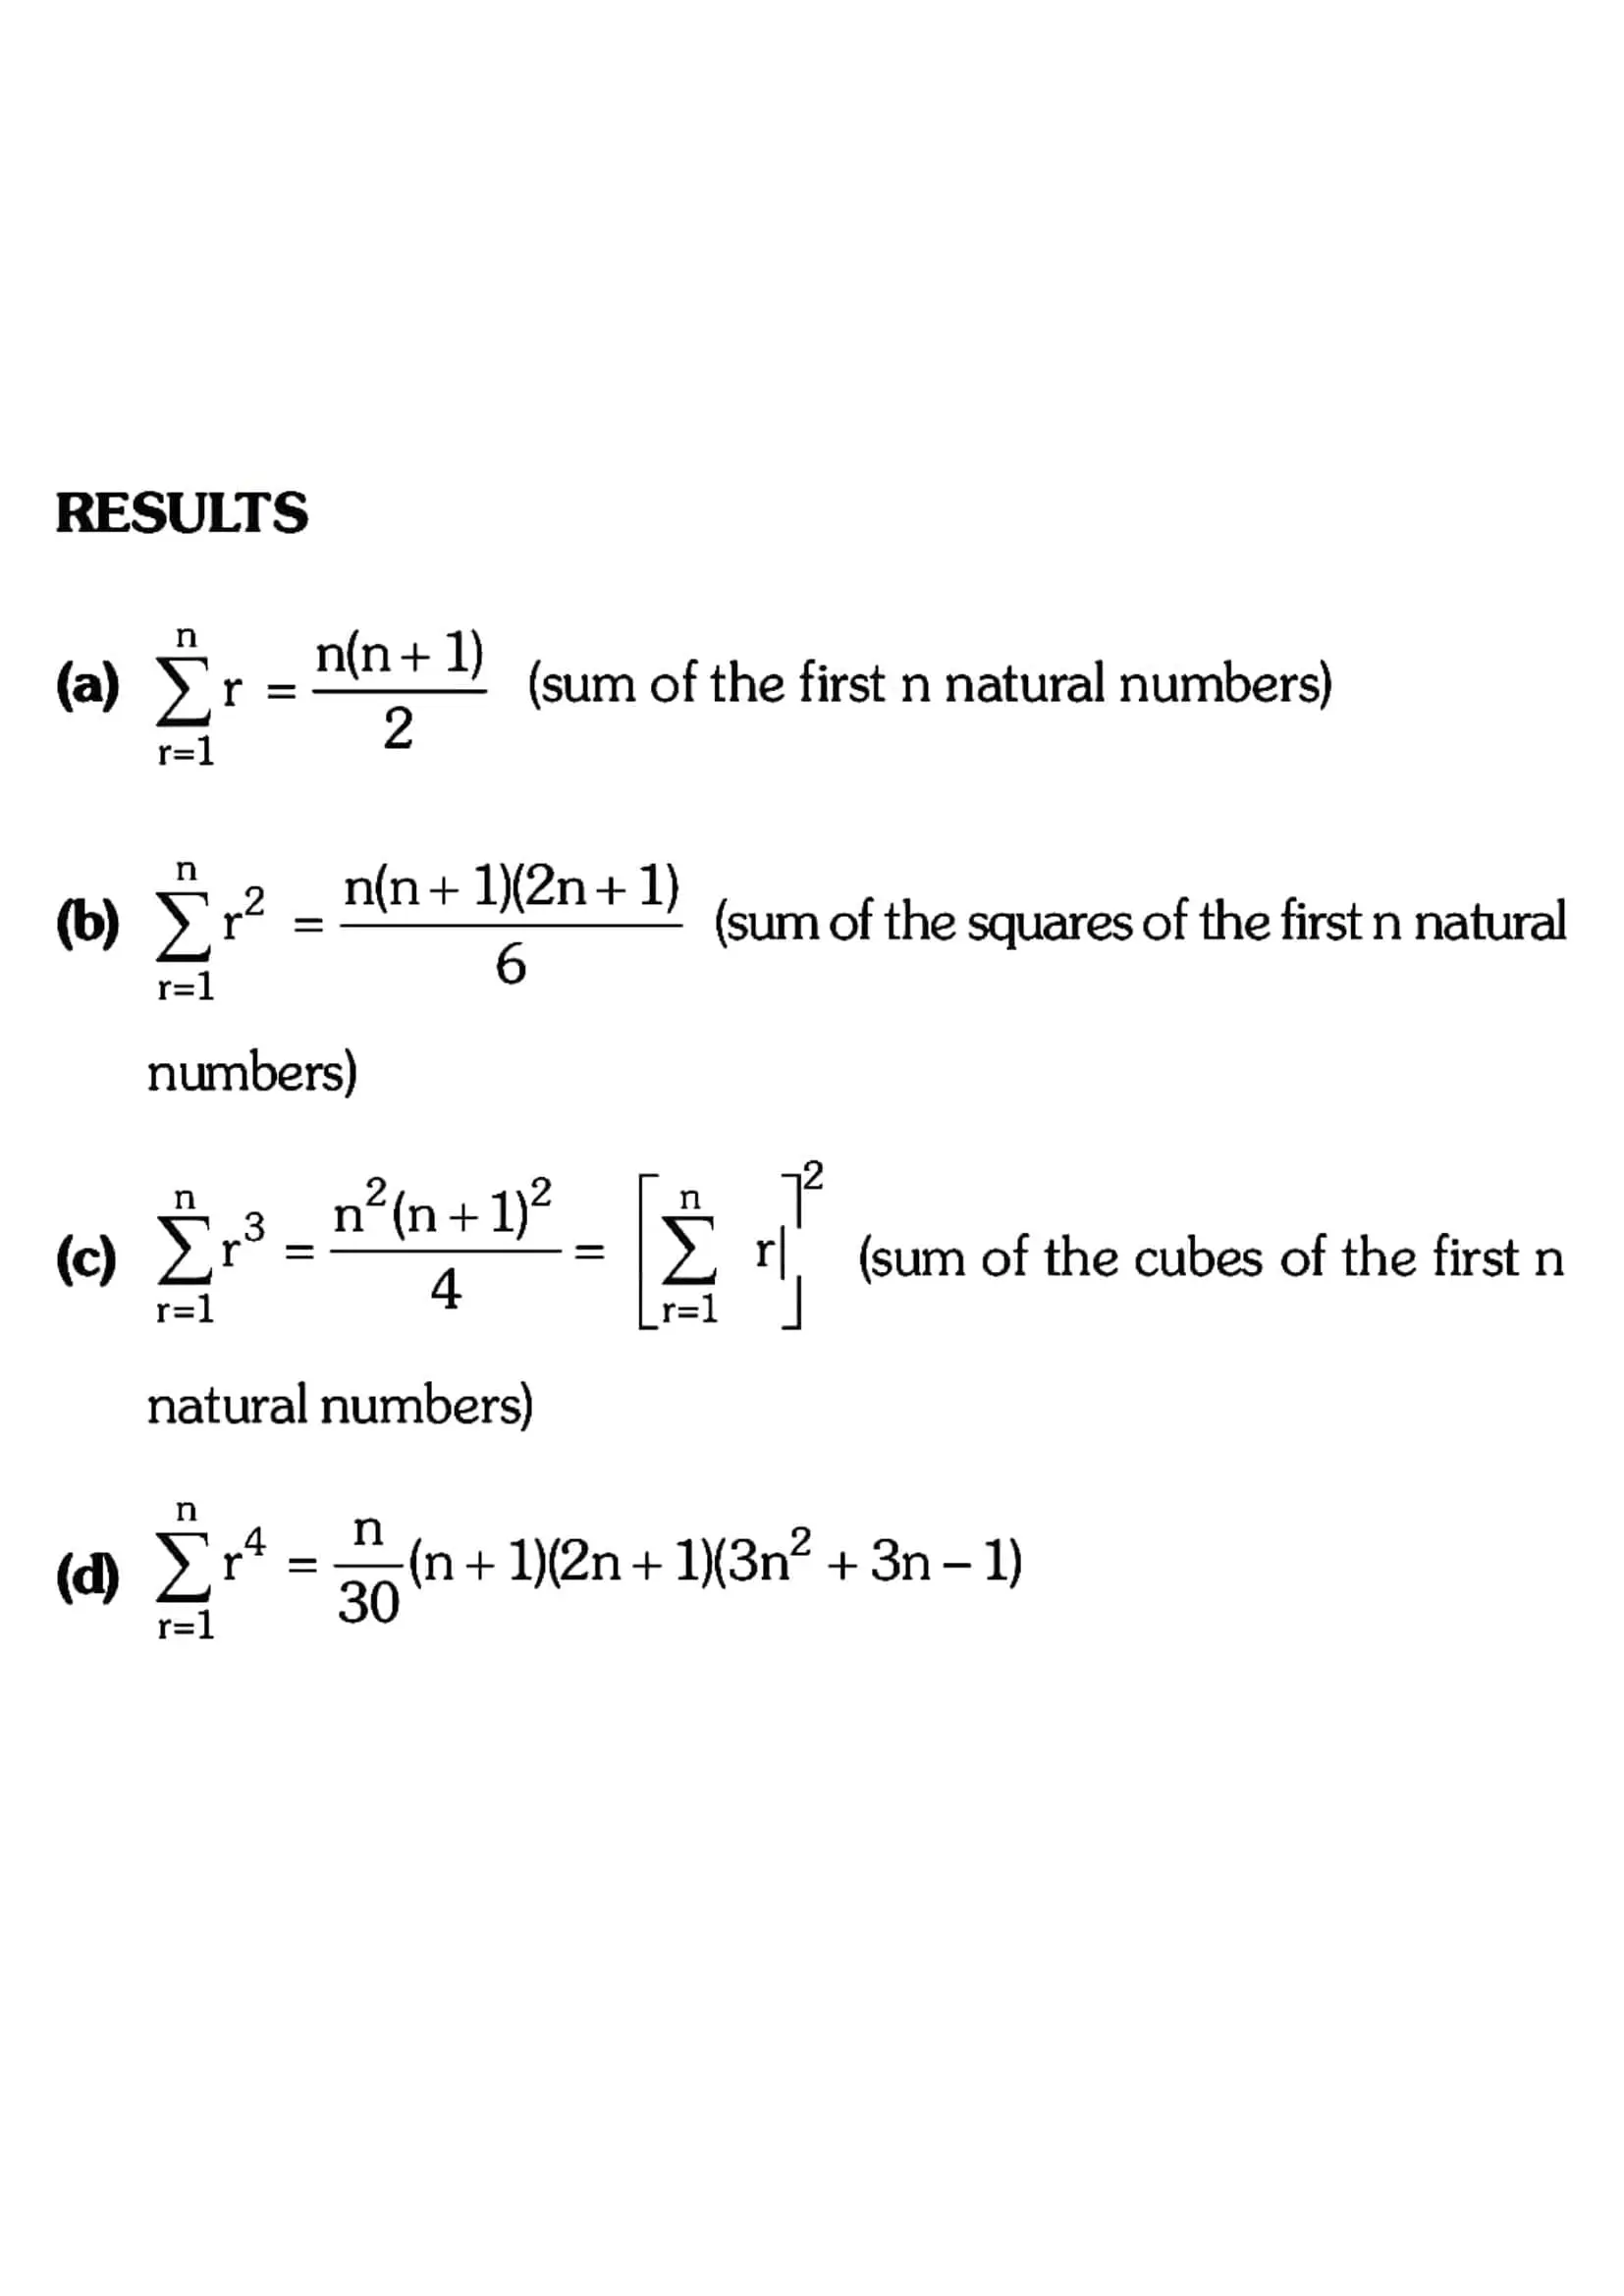 RESULTS
(a) $\sum_{r=1}^{n} r = \frac{n(n+1)}{2}$ (sum of the first n natural numbers)
(b) $\sum_{r=1}^{n} r^2 = \frac{n(n+1)(2n+1)}{6}$ (sum of the squares of the first n natural
numbers)
(c) $\sum_{r=1}^{n} r^3 = \frac{n^2(n+1)^2}{4} = \left[\sum_{r=1}^{n} r\right]^2$ (sum of the cubes of the first n
natural numbers)
(d) $\sum_{r=1}^{n} r^4 = \frac{n}{30}(n+1)(2n+1)(3n^2+3n-1)$